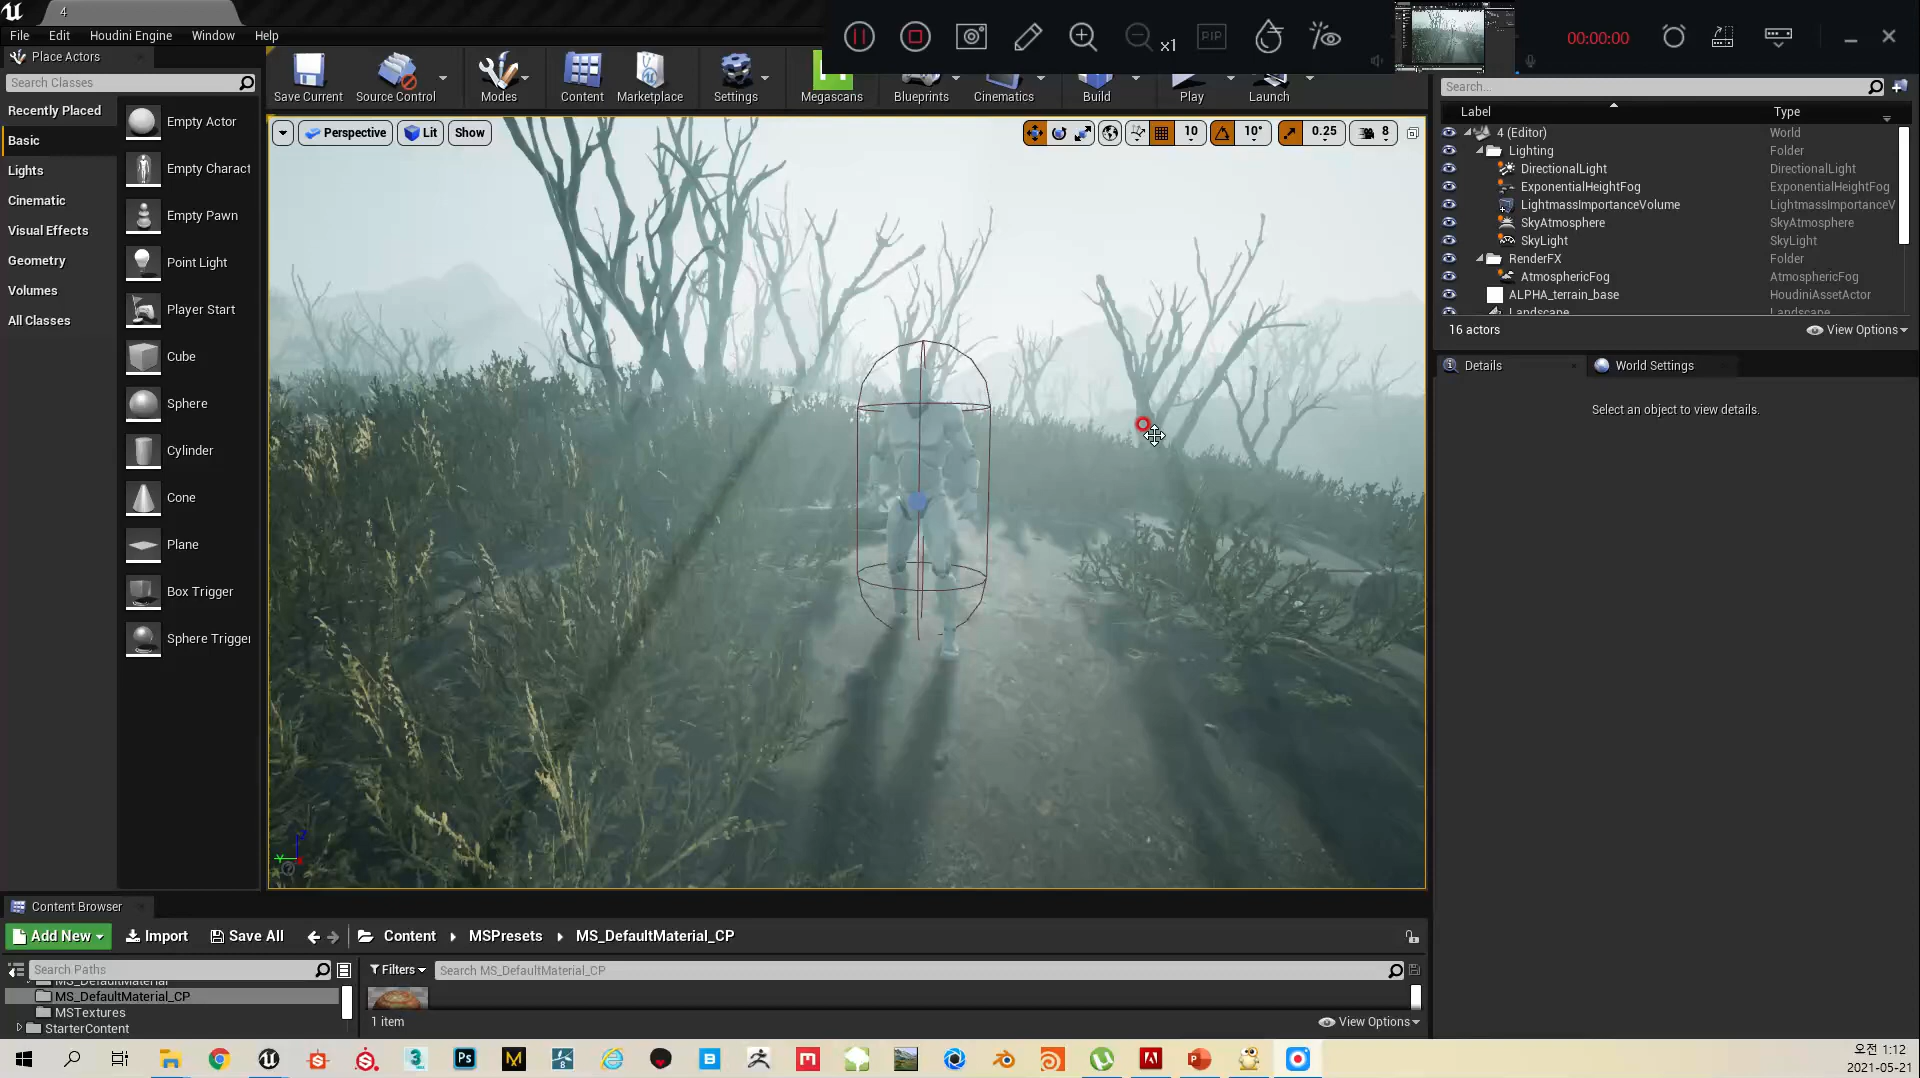 4
File Edit Houdini Engine Window Help
x1
PIP
00:00:00
Place Actors
Search Classes
Recently Placed
Basic
Lights
Cinematic
Visual Effects
Geometry
Volumes
All Classes
Empty Actor
Empty Charact
Empty Pawn
Point Light
Player Start
Cube
Sphere
Cylinder
Cone
Plane
Box Trigger
Sphere Trigger
Save Current
Source Control
Modes
Content
Marketplace
Settings
Megascans
Blueprints
Cinematics
Build
Play
Launch
Perspective Lit Show
10 10° 0.25 8
Search...
Label Type
4 (Editor) World
Lighting Folder
DirectionalLight DirectionalLight
ExponentialHeightFog ExponentialHeightFog
LightmassImportanceVolume LightmassImportanceV
SkyAtmosphere SkyAtmosphere
SkyLight SkyLight
RenderFX Folder
AtmosphericFog AtmosphericFog
ALPHA_terrain_base HoudiniAssetActor
Landscape Landscape
16 actors
View Options
Details World Settings
Select an object to view details.
Content Browser
Add New Import Save All Content MSPresets MS_DefaultMaterial_CP
Search Paths
MS_DefaultMaterial
MS_DefaultMaterial_CP
MSTextures
StarterContent
Filters Search MS_DefaultMaterial_CP
1 item
View Options
오전 1:12
2021-05-21